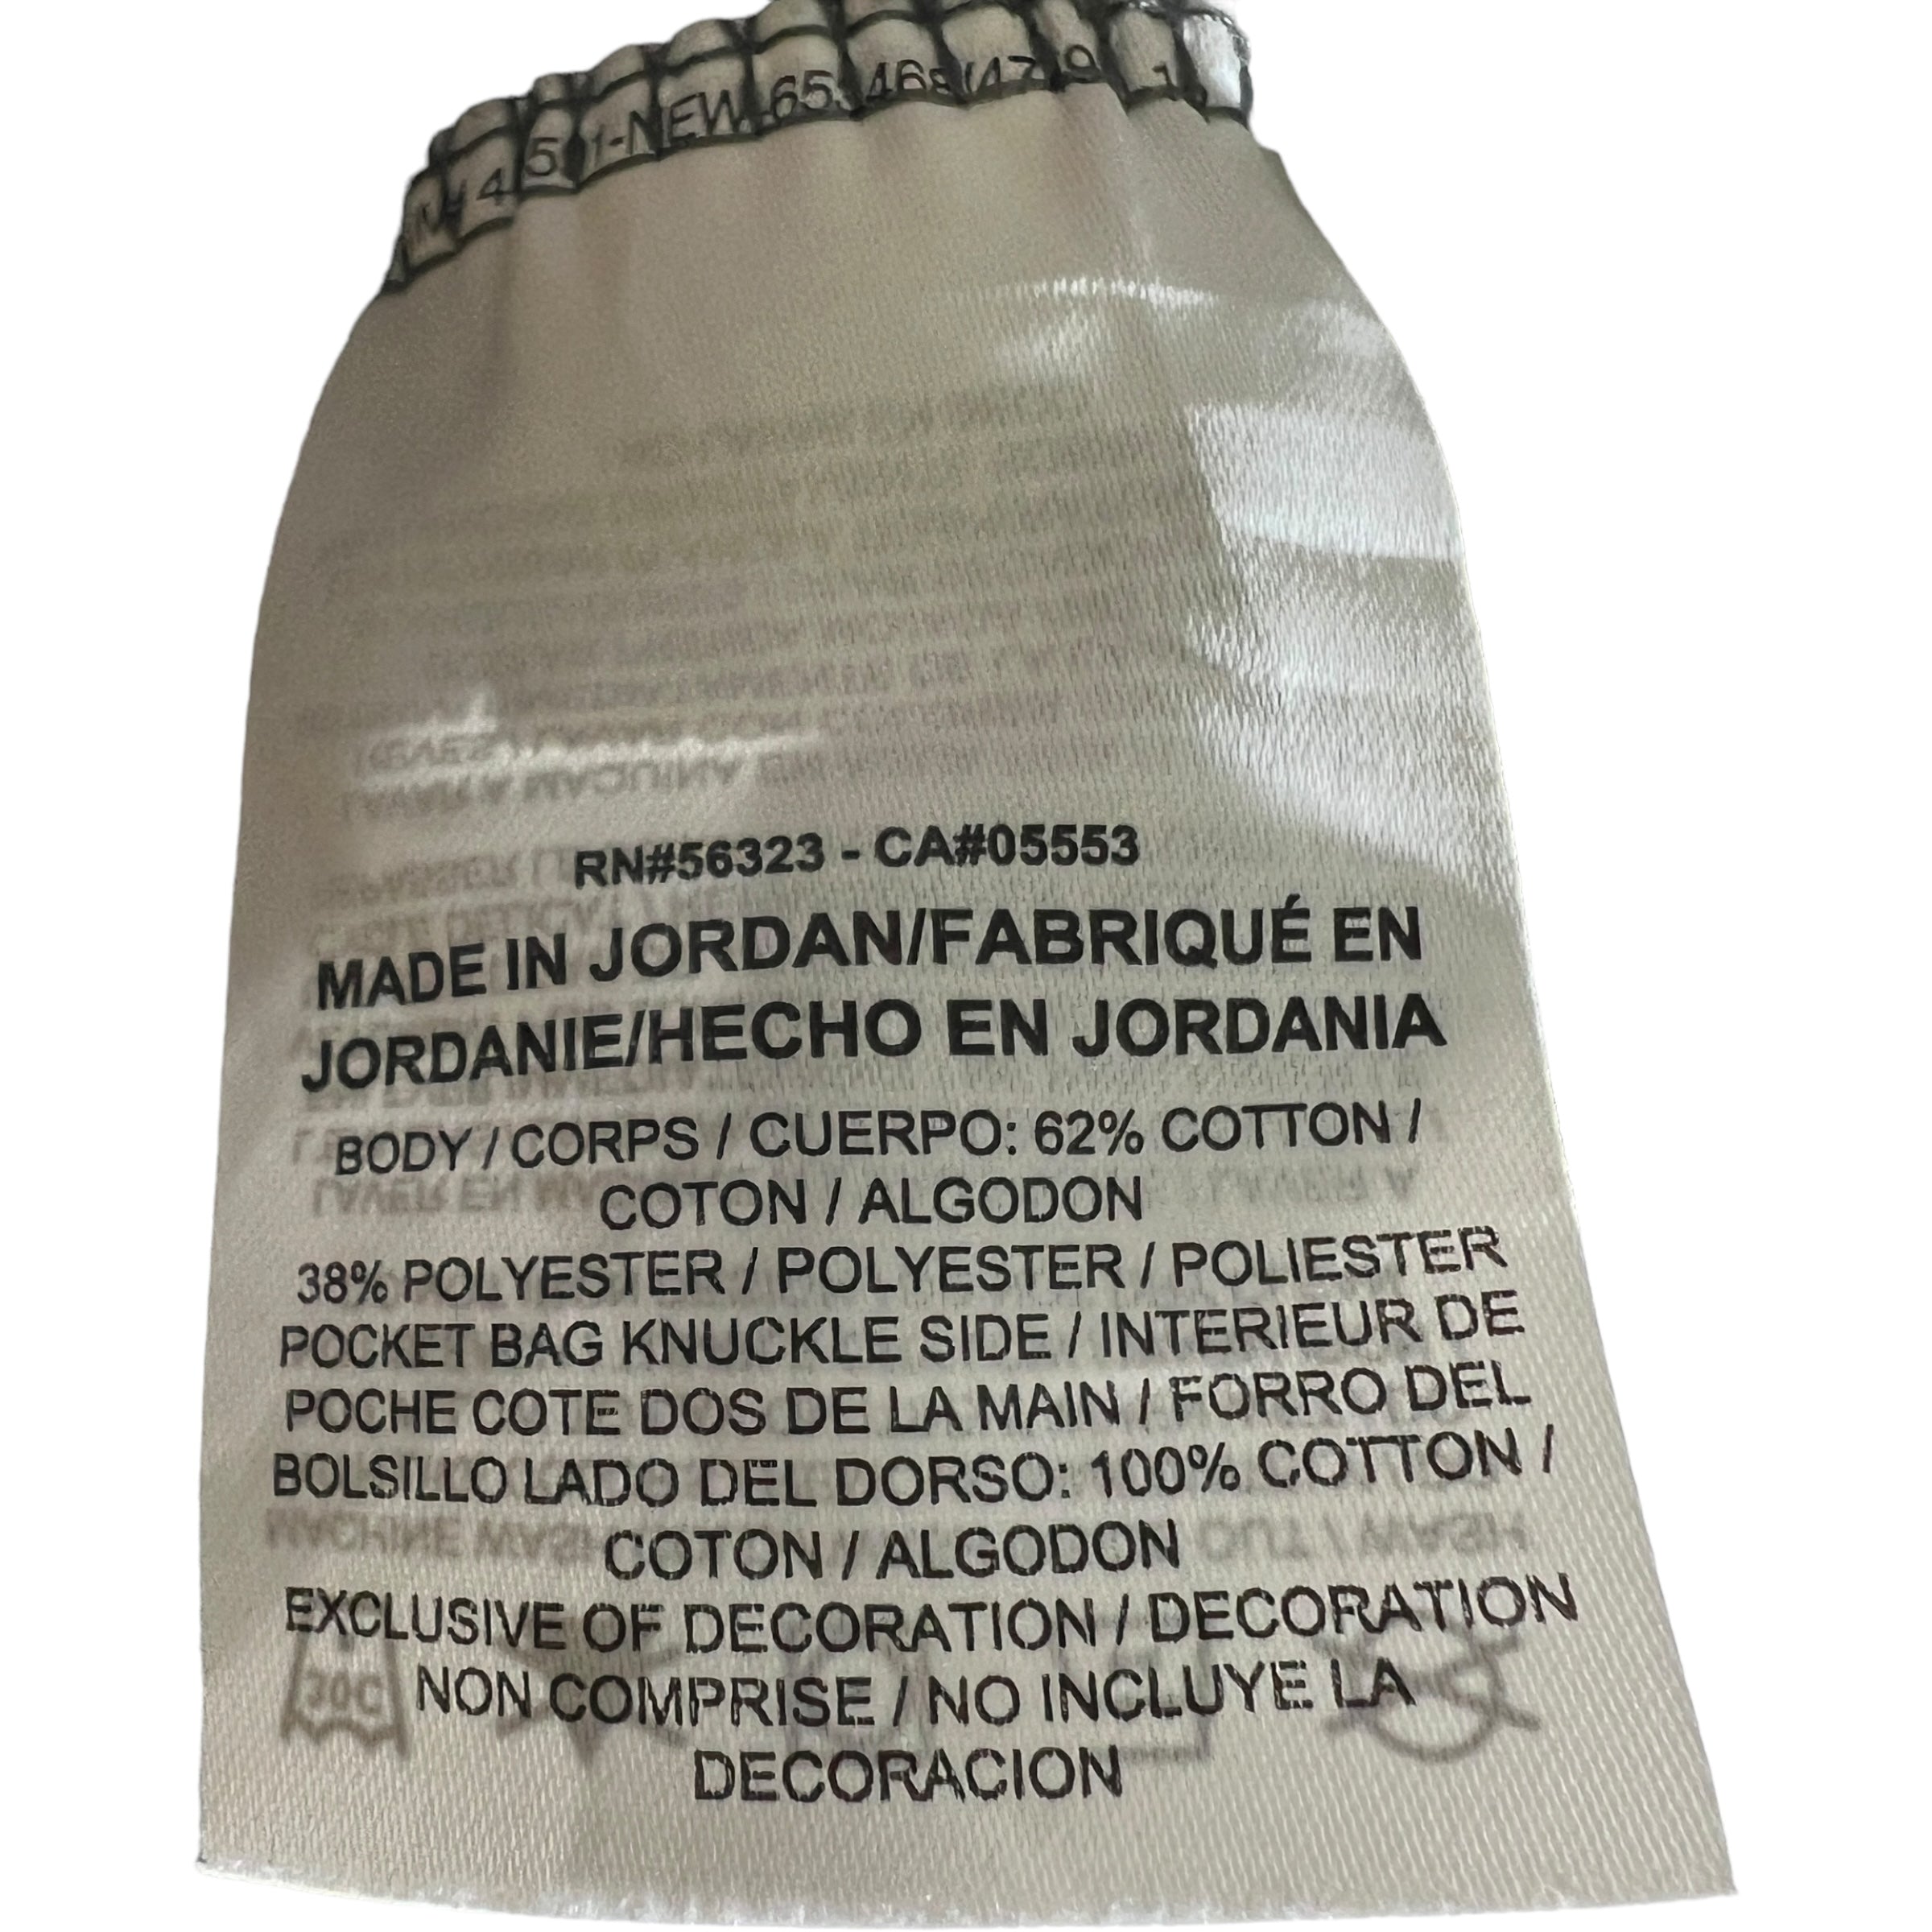 RN#56323 - CA#05553
MADE IN JORDAN/FABRIQUÉ EN
JORDANIE/HECHO EN JORDANIA
BODY / CORPS / CUERPO: 62% COTTON /
COTON / ALGODON
38% POLYESTER / POLYESTER / POLIESTER
POCKET BAG KNUCKLE SIDE / INTERIEUR DE
POCHE COTE DOS DE LA MAIN / FORRO DEL
BOLSILLO LADO DEL DORSO: 100% COTTON /
COTON / ALGODON
EXCLUSIVE OF DECORATION / DECORATION
NON COMPRISE / NO INCLUYE LA
DECORACION